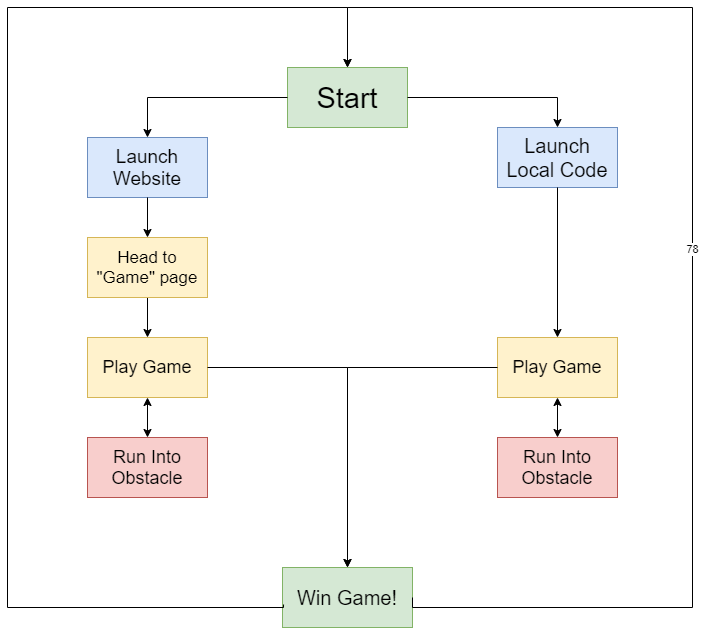 Start
Launch
Website
Launch
Local Code
78
Head to
"Game" page
Play Game
Play Game
Run Into
Obstacle
Run Into
Obstacle
Win Game!